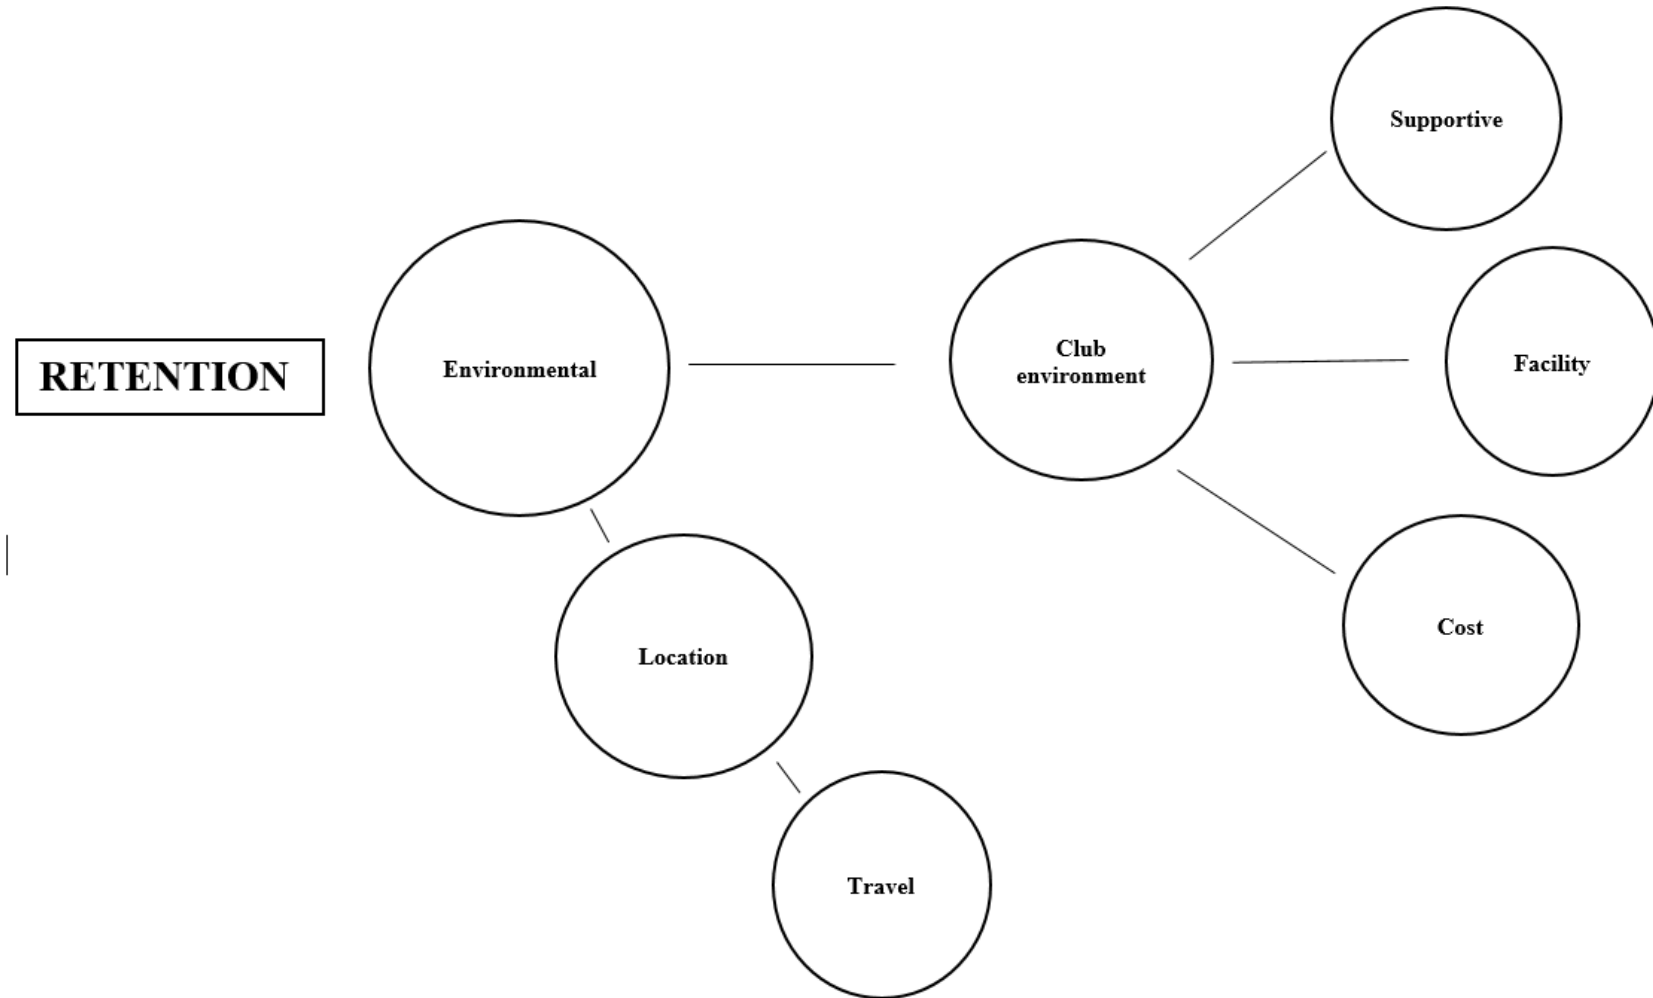 Supportive
RETENTION
Environmental
Club
environment
Facility
Location
Cost
Travel